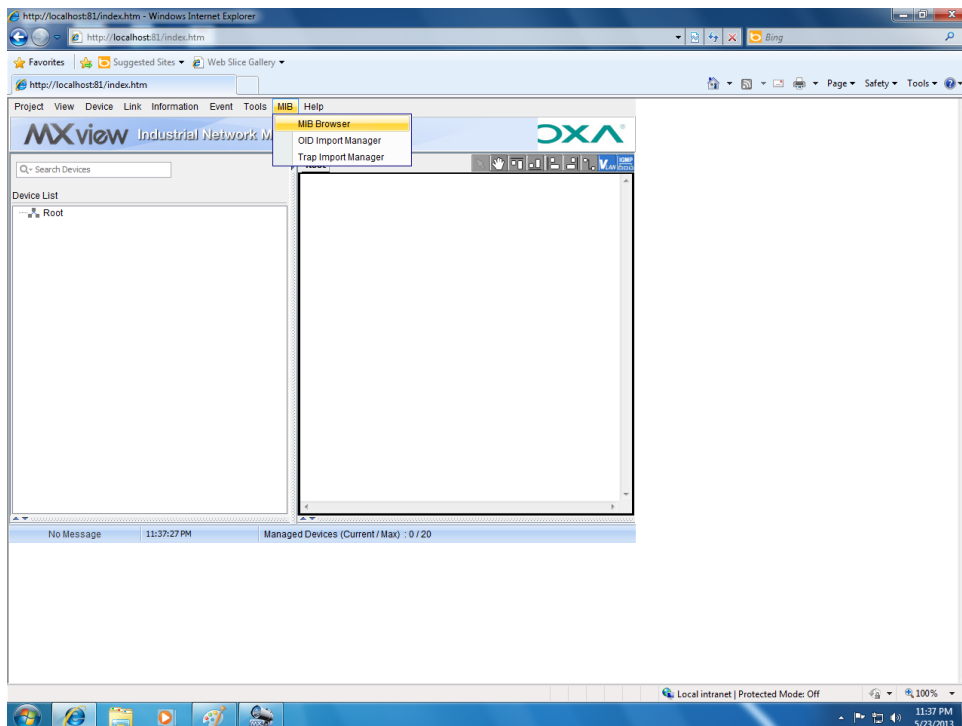 http://localhost:81/index.htm - Windows Internet Explorer
http://localhost:81/index.htm
Bing
Favorites Suggested Sites Web Slice Gallery
http://localhost:81/index.htm
Page Safety Tools
Project View Device Link Information Event Tools MIB Help
MIB Browser
OID Import Manager
Trap Import Manager
MXview Industrial Network M
OXA
Search Devices
VLAN IGMP
Device List
Root
No Message 11:37:27 PM Managed Devices (Current / Max) : 0 / 20
Local intranet | Protected Mode: Off 100%
11:37 PM
5/23/2013